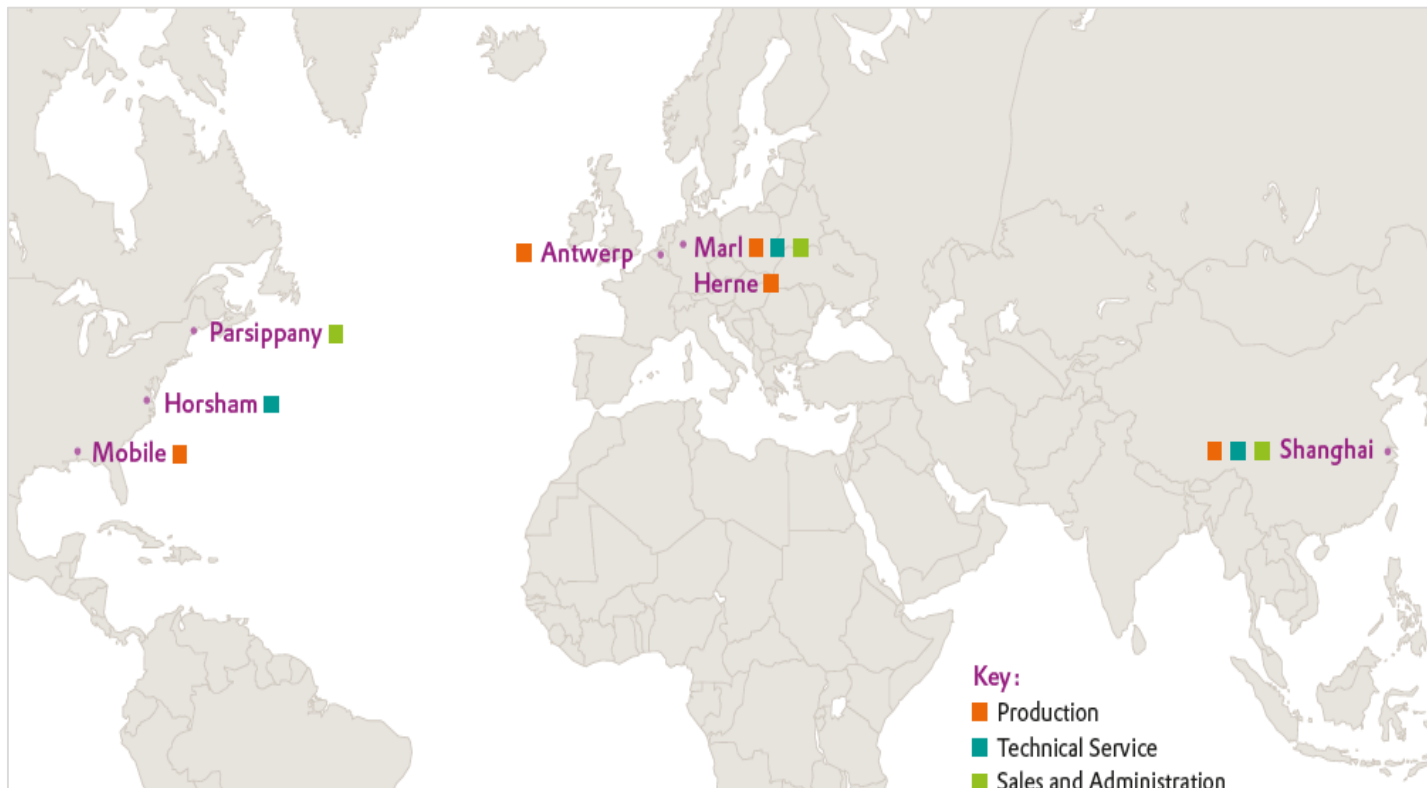 Antwerp
Marl
Herne
Parsippany
Horsham
Mobile
Shanghai
Key:
Production
Technical Service
Sales and Administration